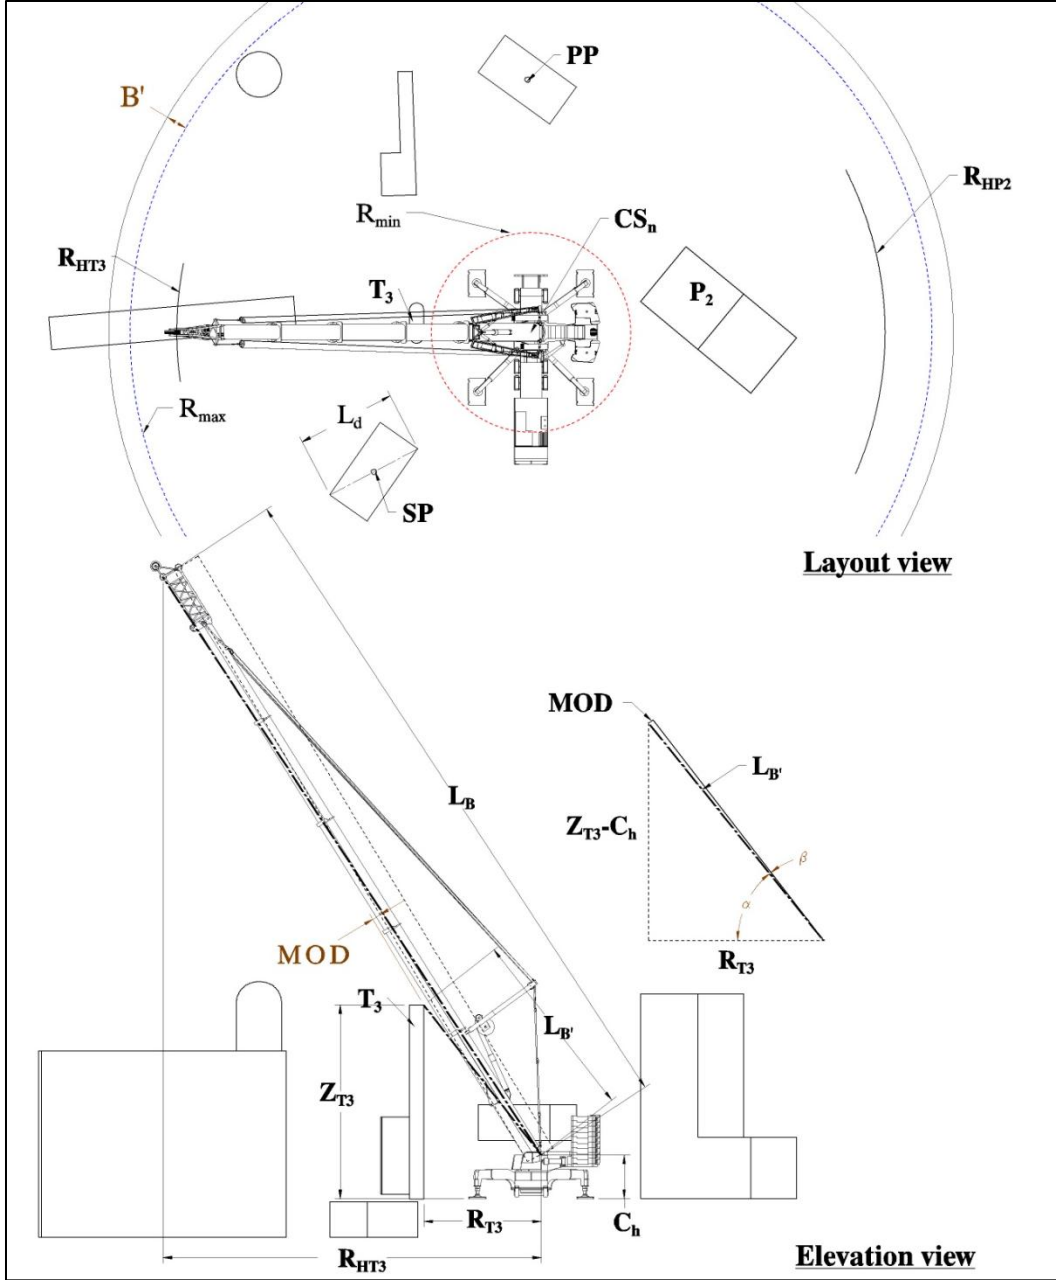 PP
B'
R_HP2
R_min
CS_n
R_HT3
T_3
P_2
R_max
L_d
SP
Layout view
MOD
L_B
L_B'
Z_T3-C_h
β
α
MOD
R_T3
T_3
L_B'
Z_T3
R_T3
C_h
R_HT3
Elevation view